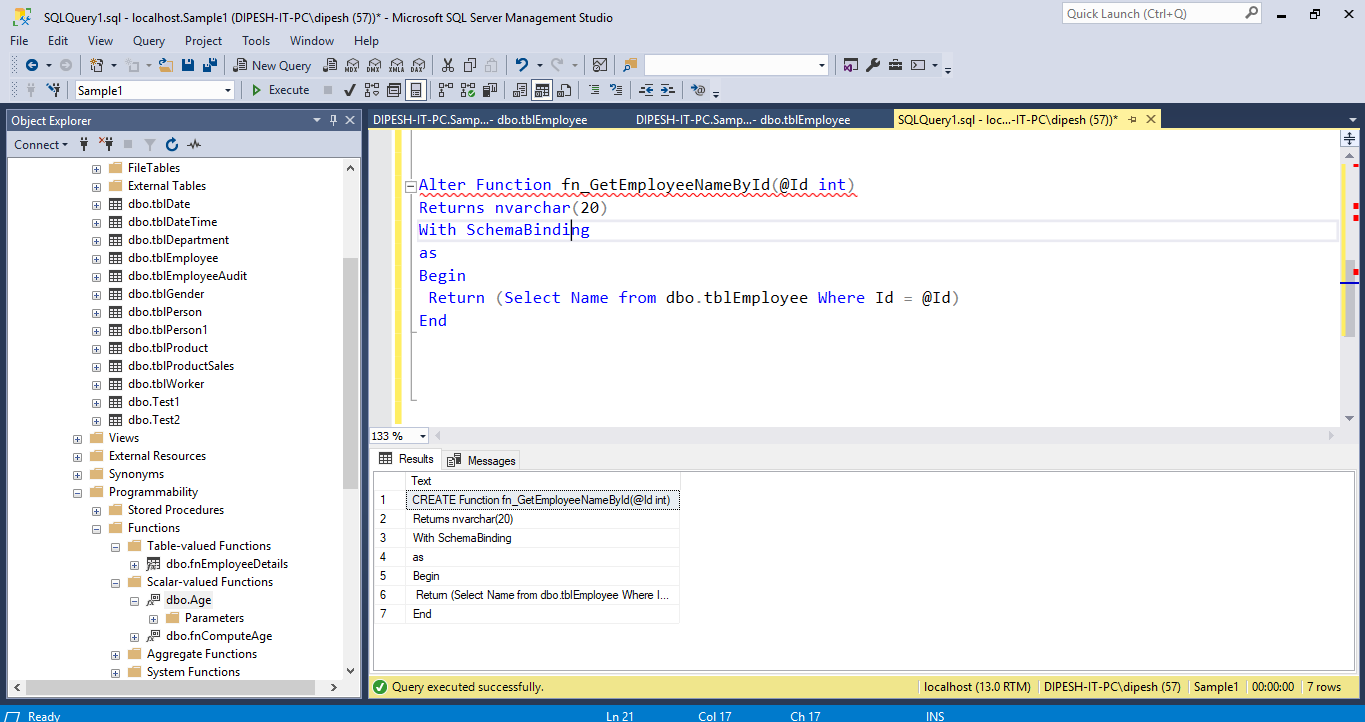 SQLQuery1.sql - localhost.Sample1 (DIPESH-IT-PC\dipesh (57))* - Microsoft SQL Server Management Studio
Quick Launch (Ctrl+Q)
File Edit View Query Project Tools Window Help
New Query MDX DMX XMLA DAX
Sample1 Execute
Object Explorer
Connect
FileTables
External Tables
dbo.tblDate
dbo.tblDateTime
dbo.tblDepartment
dbo.tblEmployee
dbo.tblEmployeeAudit
dbo.tblGender
dbo.tblPerson
dbo.tblPerson1
dbo.tblProduct
dbo.tblProductSales
dbo.tblWorker
dbo.Test1
dbo.Test2
Views
External Resources
Synonyms
Programmability
Stored Procedures
Functions
Table-valued Functions
dbo.fnEmployeeDetails
Scalar-valued Functions
dbo.Age
Parameters
dbo.fnComputeAge
Aggregate Functions
System Functions
DIPESH-IT-PC.Samp...- dbo.tblEmployee
DIPESH-IT-PC.Samp...- dbo.tblEmployee
SQLQuery1.sql - loc...-IT-PC\dipesh (57))*
Alter Function fn_GetEmployeeNameById(@Id int)
Returns nvarchar(20)
With SchemaBinding
as
Begin
Return (Select Name from dbo.tblEmployee Where Id = @Id)
End
133 %
Results Messages
Text
1 CREATE Function fn_GetEmployeeNameById(@Id int)
2 Returns nvarchar(20)
3 With SchemaBinding
4 as
5 Begin
6 Return (Select Name from dbo.tblEmployee Where I...
7 End
Query executed successfully.
localhost (13.0 RTM) DIPESH-IT-PC\dipesh (57) Sample1 00:00:00 7 rows
Ready Ln 21 Col 17 Ch 17 INS